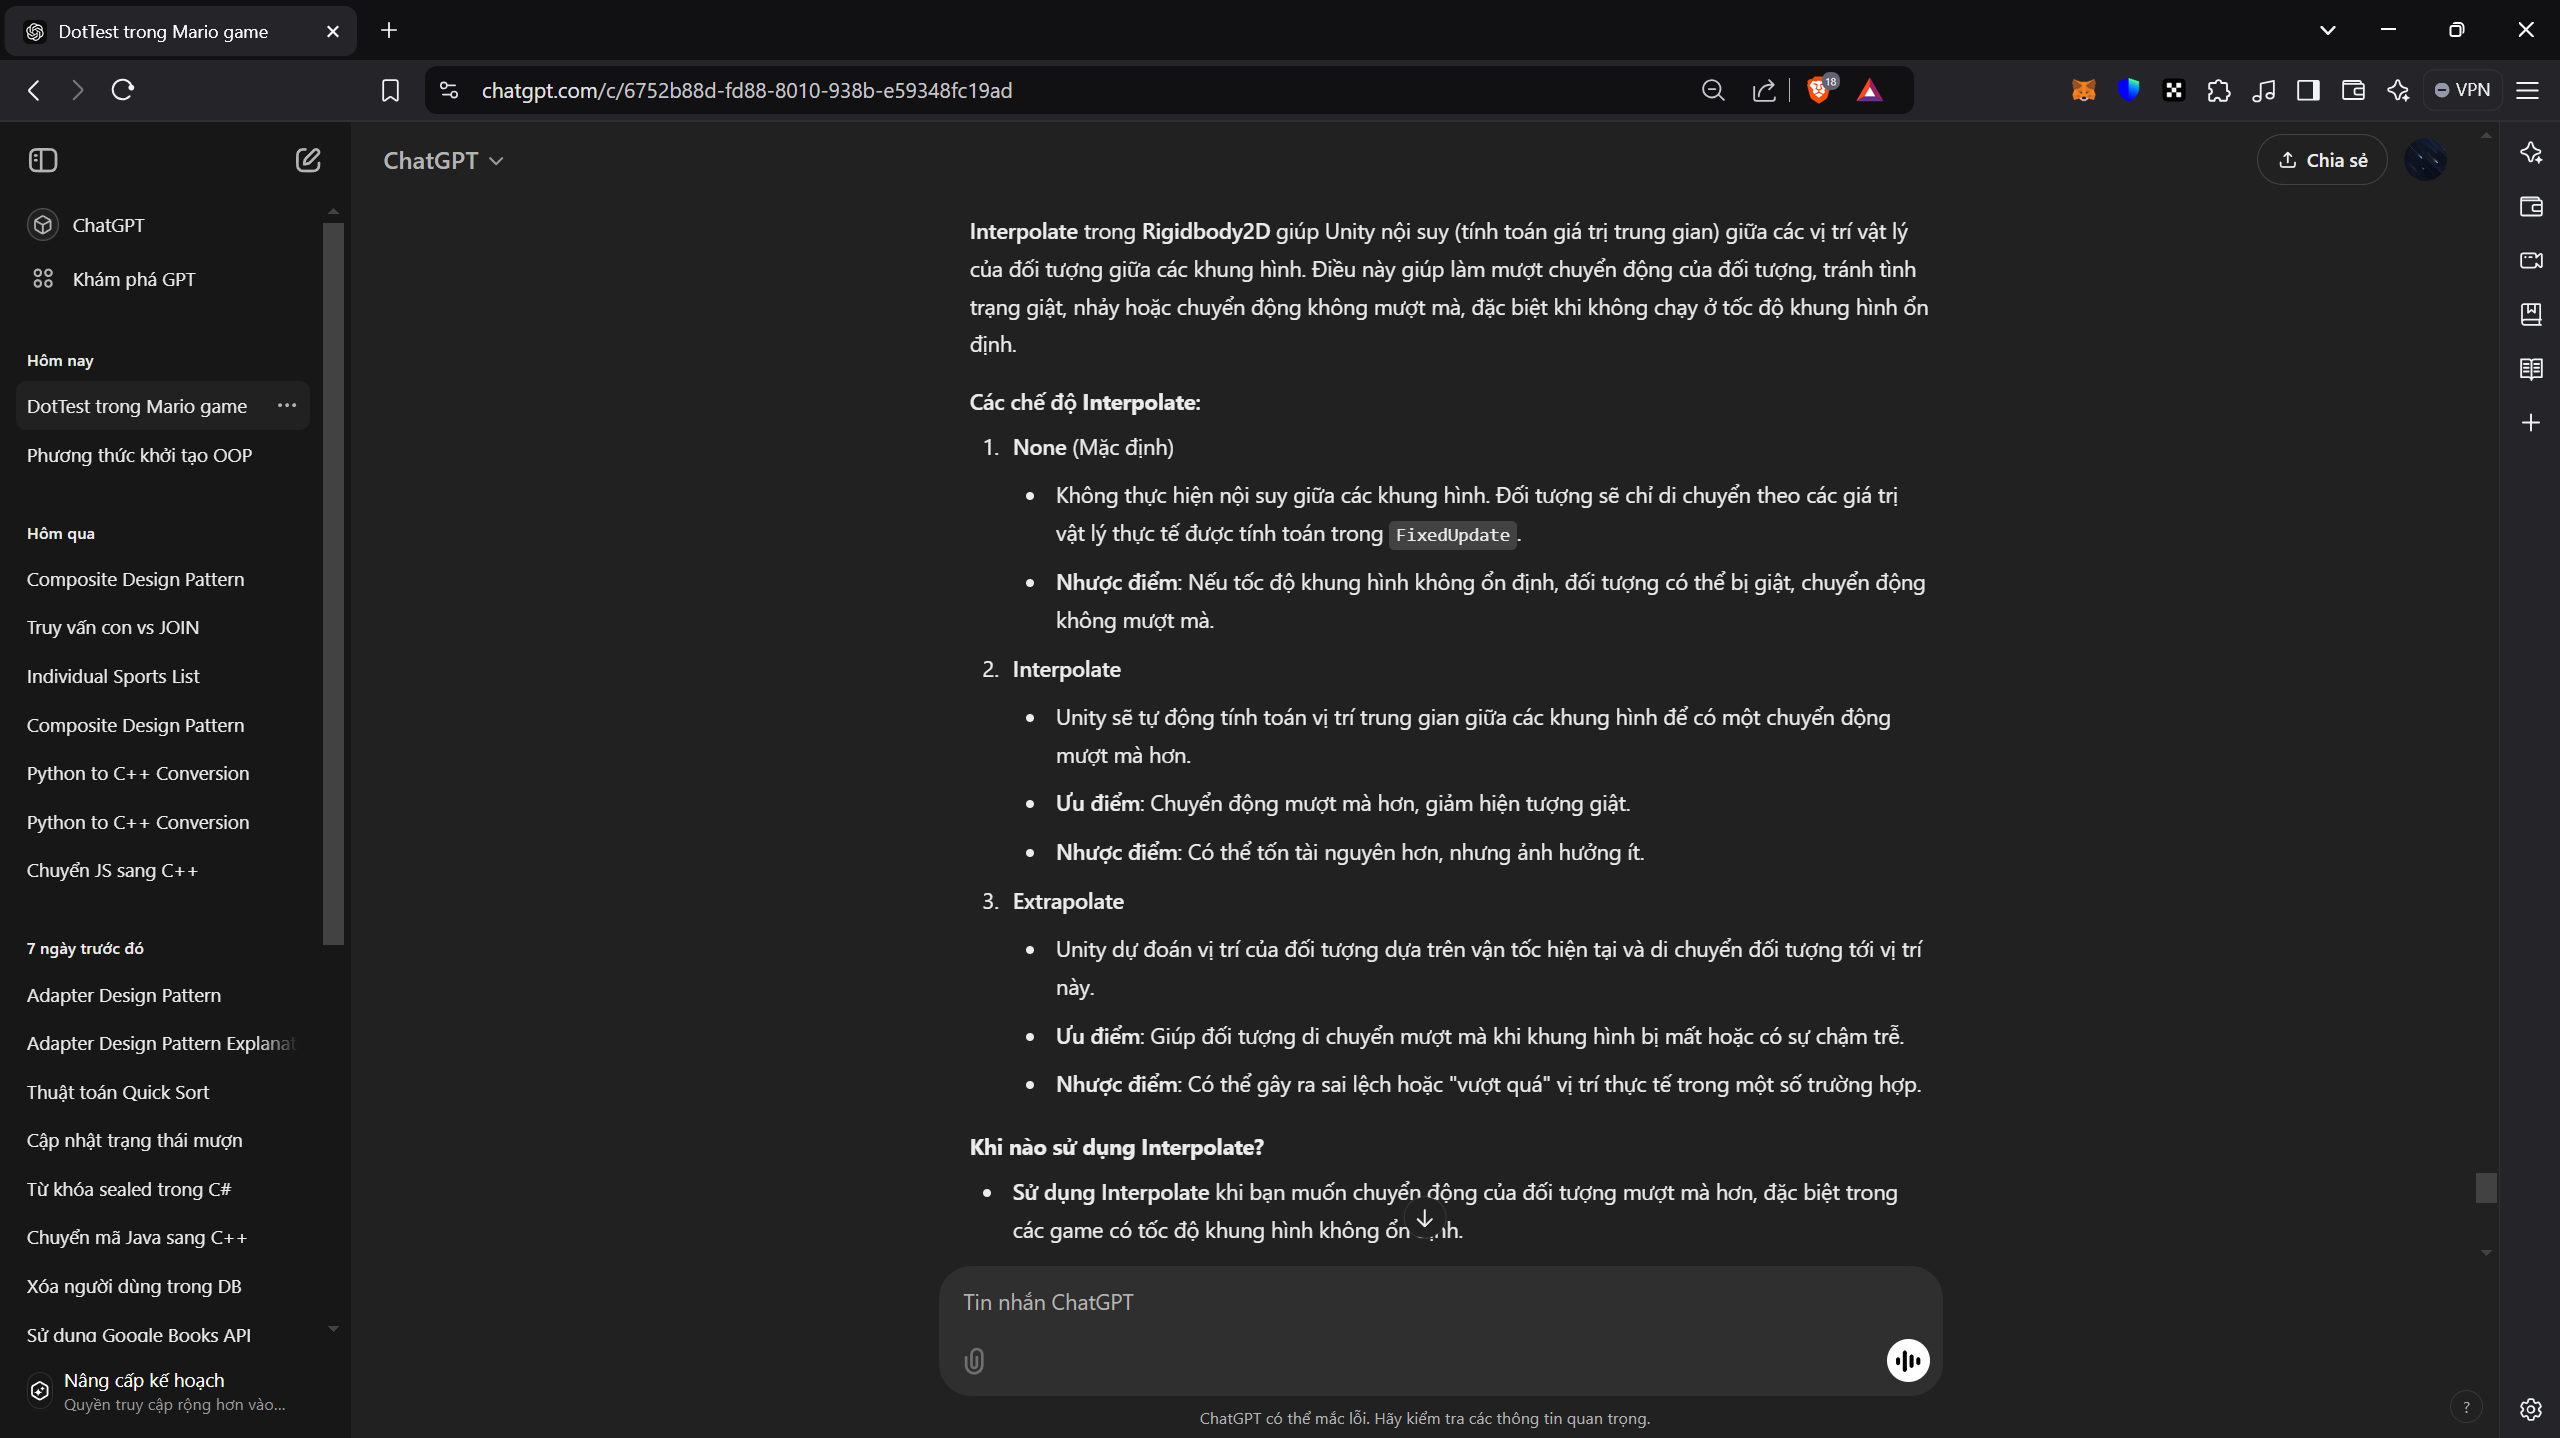 DotTest trong Mario game
chatgpt.com/c/6752b88d-fd88-8010-938b-e59348fc19ad
18
VPN
ChatGPT
Khám phá GPT
Hôm nay
DotTest trong Mario game
Phương thức khởi tạo OOP
Hôm qua
Composite Design Pattern
Truy vấn con vs JOIN
Individual Sports List
Composite Design Pattern
Python to C++ Conversion
Python to C++ Conversion
Chuyển JS sang C++
7 ngày trước đó
Adapter Design Pattern
Adapter Design Pattern Explanat
Thuật toán Quick Sort
Cập nhật trạng thái mượn
Từ khóa sealed trong C#
Chuyển mã Java sang C++
Xóa người dùng trong DB
Sử dụng Google Books API
Nâng cấp kế hoạch
Quyền truy cập rộng hơn vào...
ChatGPT
Chia sẻ
Interpolate trong Rigidbody2D giúp Unity nội suy (tính toán giá trị trung gian) giữa các vị trí vật lý
của đối tượng giữa các khung hình. Điều này giúp làm mượt chuyển động của đối tượng, tránh tình
trạng giật, nhảy hoặc chuyển động không mượt mà, đặc biệt khi không chạy ở tốc độ khung hình ổn
định.
Các chế độ Interpolate:
1. None (Mặc định)
• Không thực hiện nội suy giữa các khung hình. Đối tượng sẽ chỉ di chuyển theo các giá trị
vật lý thực tế được tính toán trong FixedUpdate.
• Nhược điểm: Nếu tốc độ khung hình không ổn định, đối tượng có thể bị giật, chuyển động
không mượt mà.
2. Interpolate
• Unity sẽ tự động tính toán vị trí trung gian giữa các khung hình để có một chuyển động
mượt mà hơn.
• Ưu điểm: Chuyển động mượt mà hơn, giảm hiện tượng giật.
• Nhược điểm: Có thể tốn tài nguyên hơn, nhưng ảnh hưởng ít.
3. Extrapolate
• Unity dự đoán vị trí của đối tượng dựa trên vận tốc hiện tại và di chuyển đối tượng tới vị trí
này.
• Ưu điểm: Giúp đối tượng di chuyển mượt mà khi khung hình bị mất hoặc có sự chậm trễ.
• Nhược điểm: Có thể gây ra sai lệch hoặc "vượt quá" vị trí thực tế trong một số trường hợp.
Khi nào sử dụng Interpolate?
• Sử dụng Interpolate khi bạn muốn chuyển động của đối tượng mượt mà hơn, đặc biệt trong
các game có tốc độ khung hình không ổn
Tin nhắn ChatGPT
ChatGPT có thể mắc lỗi. Hãy kiểm tra các thông tin quan trọng.
?